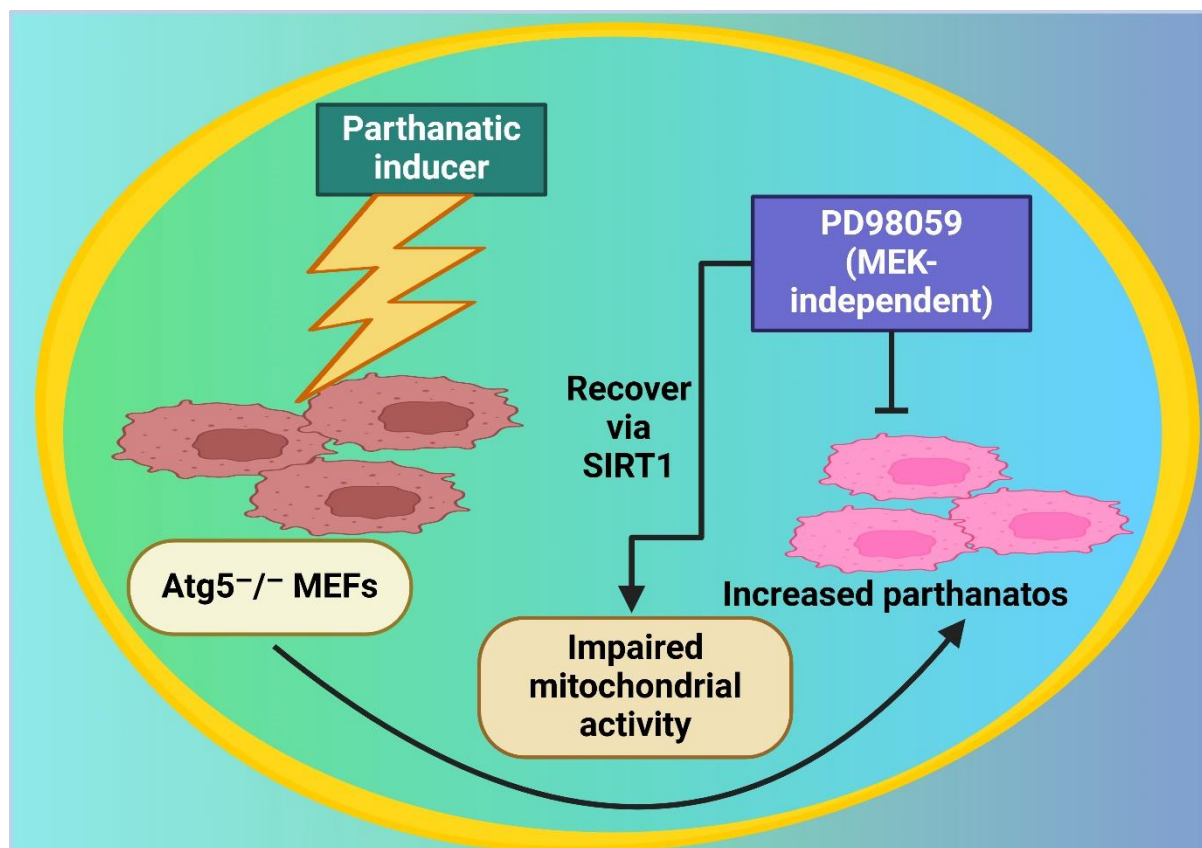 Parthanatic
inducer
PD98059
(MEK-
independent)
Recover
via
SIRT1
Atg5⁻/⁻ MEFs
Increased parthanatos
Impaired
mitochondrial
activity